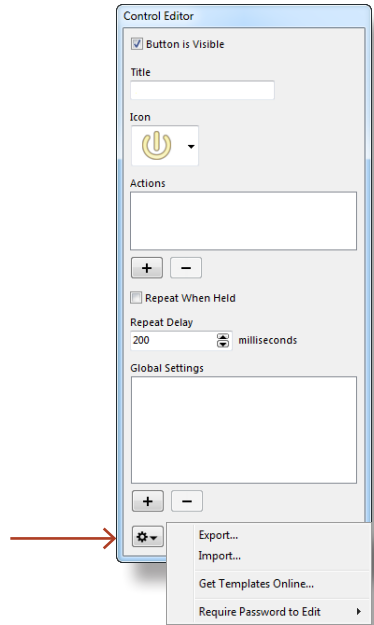 Control Editor
Button is Visible
Title
Icon
Actions
+ −
Repeat When Held
Repeat Delay
200 milliseconds
Global Settings
+ −
Export...
Import...
Get Templates Online...
Require Password to Edit